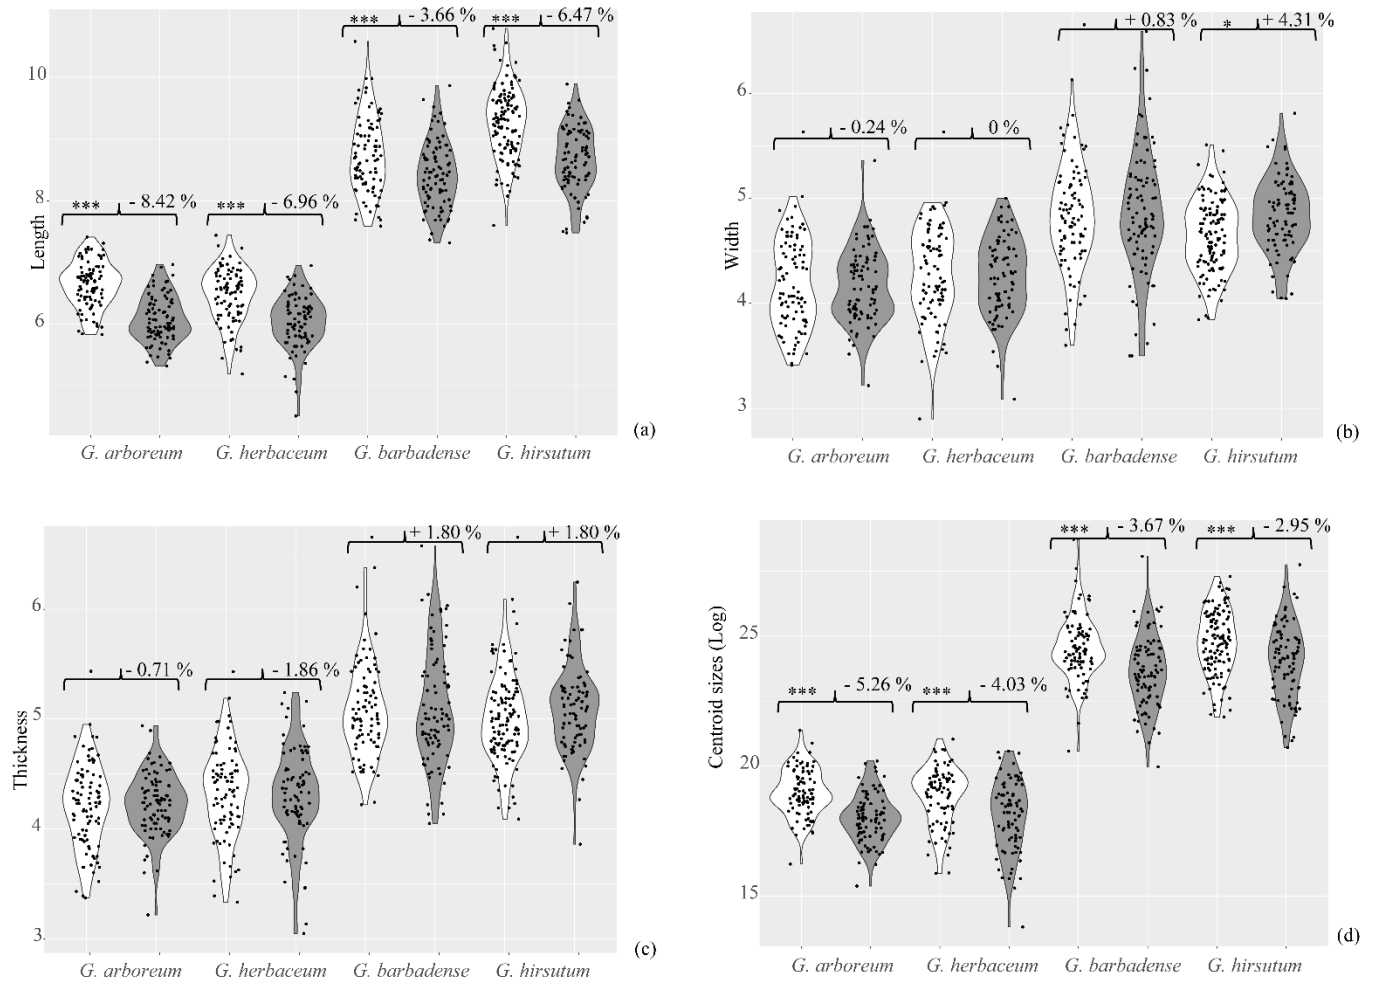 *** - 3.66 % *** - 6.47 %
*** - 8.42 % *** - 6.96 %
10
8
6
Length
G. arboreum G. herbaceum G. barbadense G. hirsutum
(a)
. + 0.83 % * + 4.31 %
. - 0.24 % . 0 %
6
5
4
3
Width
G. arboreum G. herbaceum G. barbadense G. hirsutum
(b)
. + 1.80 % . + 1.80 %
. - 0.71 % . - 1.86 %
6
5
4
3
Thickness
G. arboreum G. herbaceum G. barbadense G. hirsutum
(c)
*** - 3.67 % *** - 2.95 %
*** - 5.26 % *** - 4.03 %
25
20
15
Centroid sizes (Log)
G. arboreum G. herbaceum G. barbadense G. hirsutum
(d)